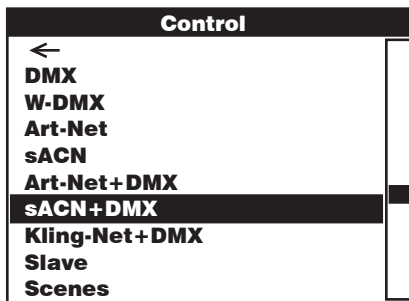 Control
←
DMX
W-DMX
Art-Net
sACN
Art-Net+DMX
sACN+DMX
Kling-Net+DMX
Slave
Scenes